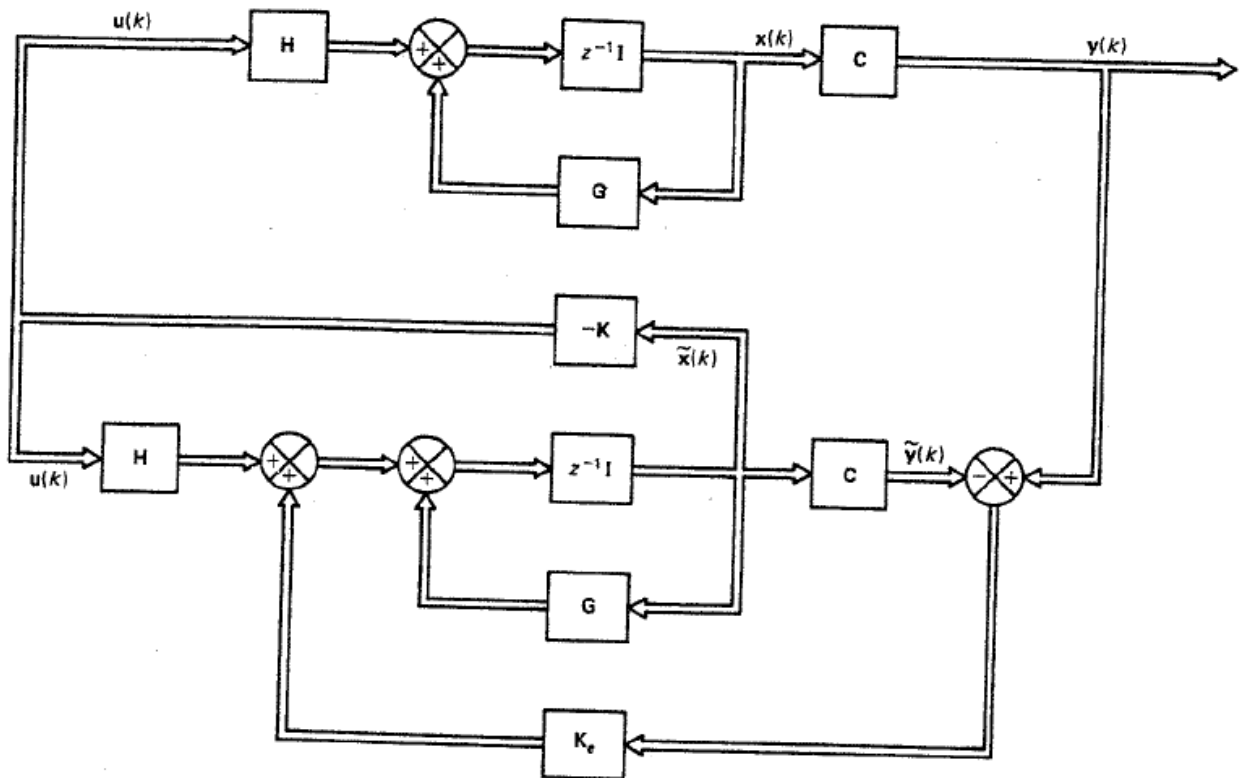 u(k)
H
+
+
z⁻¹I
x(k)
C
y(k)
G
−K
x̃(k)
u(k)
H
+
+
+
+
z⁻¹I
C
ỹ(k)
−
+
G
Kₑ